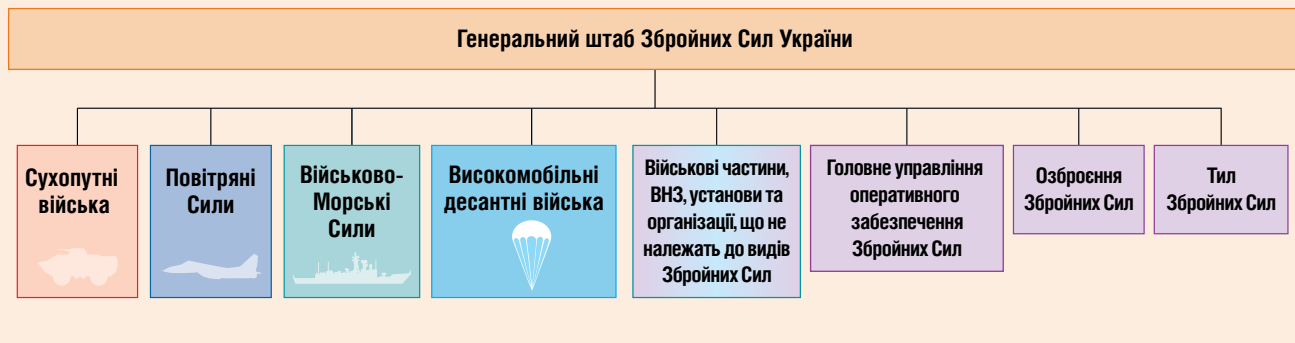 Генеральний штаб Збройних Сил України
Сухопутні
війська
Повітряні
Сили
Військово-
Морські
Сили
Високомобільні
десантні війська
Військові частини,
ВНЗ, установи та
організації, що не
належать до видів
Збройних Сил
Головне управління
оперативного
забезпечення
Збройних Сил
Озброєння
Збройних Сил
Тил
Збройних Сил